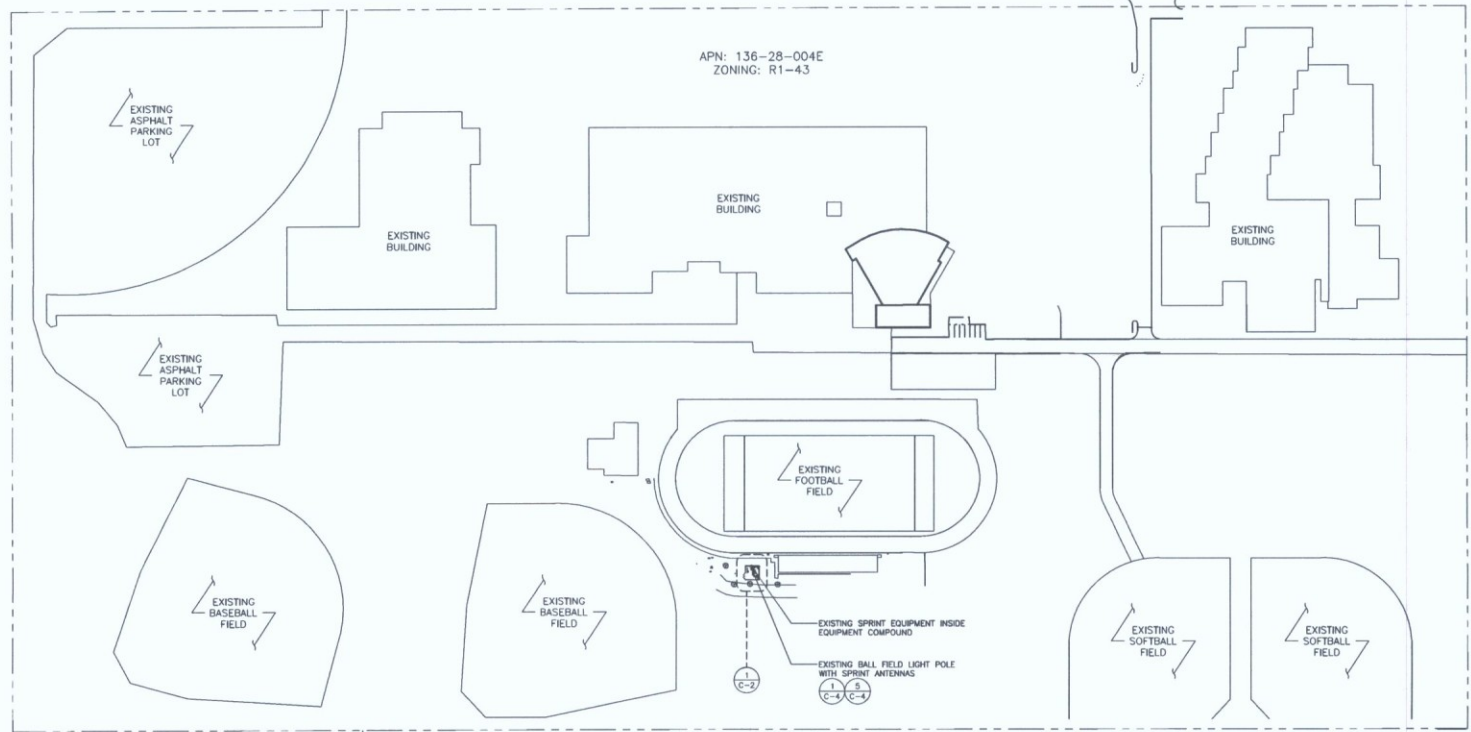 APN: 136-28-004E
ZONING: R1-43
EXISTING
ASPHALT
PARKING
LOT
EXISTING
BUILDING
EXISTING
BUILDING
EXISTING
BUILDING
EXISTING
ASPHALT
PARKING
LOT
EXISTING
FOOTBALL
FIELD
EXISTING
BASEBALL
FIELD
EXISTING
BASEBALL
FIELD
EXISTING SPRINT EQUIPMENT INSIDE
EQUIPMENT COMPOUND
EXISTING BALL FIELD LIGHT POLE
WITH SPRINT ANTENNAS
1
C-2
1
C-4
5
C-4
EXISTING
SOFTBALL
FIELD
EXISTING
SOFTBALL
FIELD